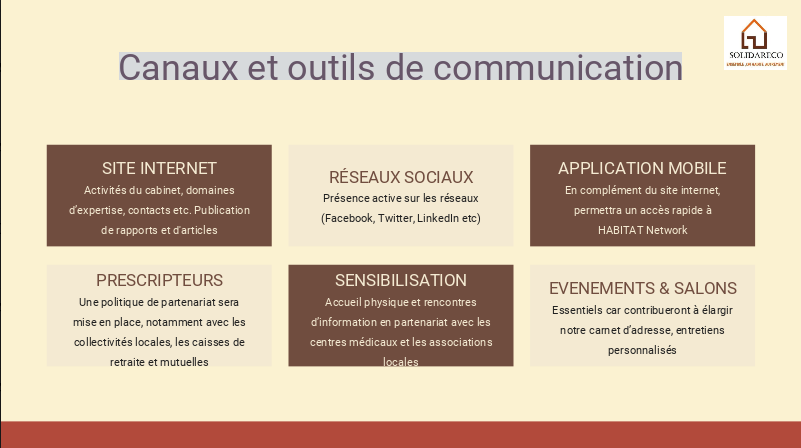 SOLIDARECO
Canaux et outils de communication
SITE INTERNET
Activités du cabinet, domaines
d'expertise, contacts etc. Publication
de rapports et d'articles
RÉSEAUX SOCIAUX
Présence active sur les réseaux
(Facebook, Twitter, LinkedIn etc)
APPLICATION MOBILE
En complément du site internet,
permettra un accès rapide à
HABITAT Network
PRESCRIPTEURS
Une politique de partenariat sera
mise en place, notamment avec les
collectivités locales, les caisses de
retraite et mutuelles
SENSIBILISATION
Accueil physique et rencontres
d'information en partenariat avec les
centres médicaux et les associations
locales
EVENEMENTS & SALONS
Essentiels car contribueront à élargir
notre carnet d'adresse, entretiens
personnalisés